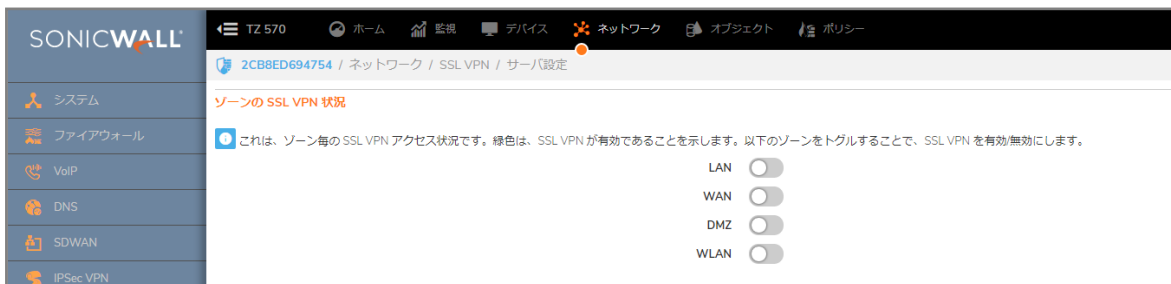 SONICWALL
TZ 570 ホーム 監視 デバイス ネットワーク オブジェクト ポリシー
2CB8ED694754 / ネットワーク / SSL VPN / サーバ設定
システム
ファイアウォール
VoIP
DNS
SDWAN
IPSec VPN
ゾーンの SSL VPN 状況
これは、ゾーン毎の SSL VPN アクセス状況です。緑色は、SSL VPN が有効であることを示します。以下のゾーンをトグルすることで、SSL VPN を有効/無効にします。
LAN
WAN
DMZ
WLAN